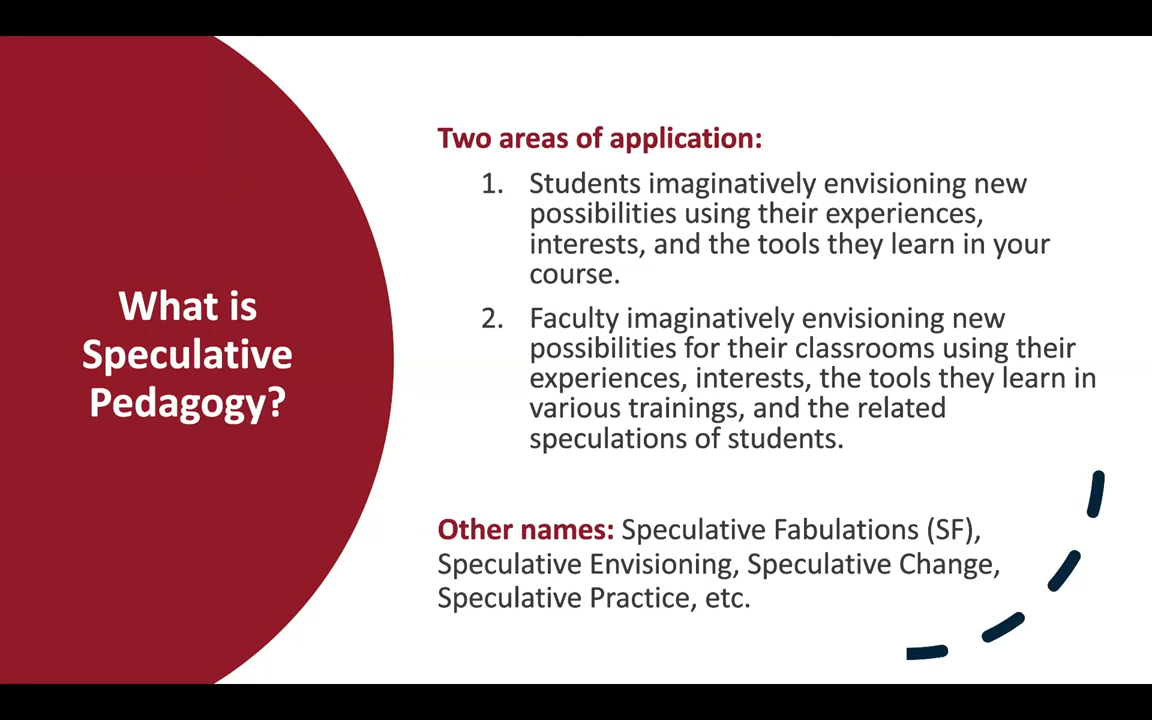 What is
Speculative
Pedagogy?
Two areas of application:
1. Students imaginatively envisioning new
possibilities using their experiences,
interests, and the tools they learn in your
course.
2. Faculty imaginatively envisioning new
possibilities for their classrooms using their
experiences, interests, the tools they learn in
various trainings, and the related
speculations of students.
Other names: Speculative Fabulations (SF),
Speculative Envisioning, Speculative Change,
Speculative Practice, etc.